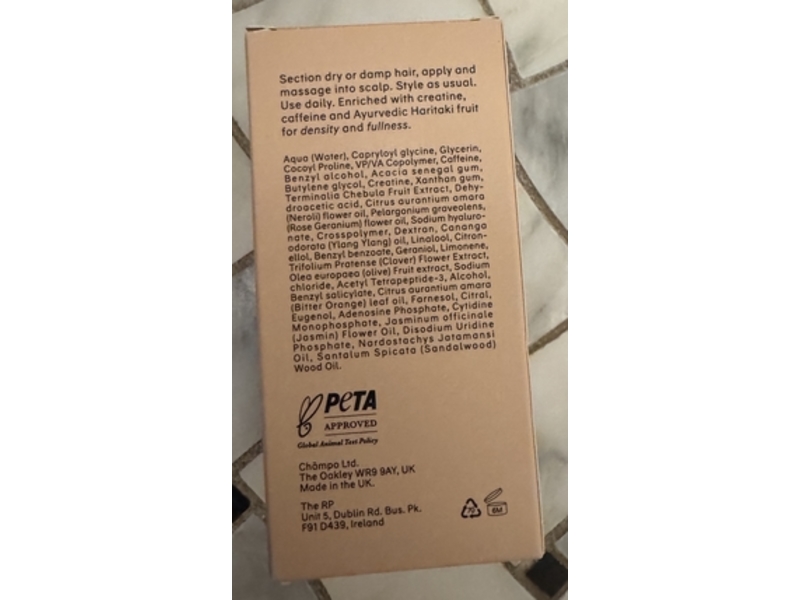 Section dry or damp hair, apply and
massage into scalp. Style as usual.
Use daily. Enriched with creatine,
caffeine and Ayurvedic Haritaki fruit
for density and fullness.
Aqua (Water), Capryloyl glycine, Glycerin,
Cocoyl Proline, VP/VA Copolymer, Caffeine,
Benzyl alcohol, Acacia senegal gum,
Butylene glycol, Creatine, Xanthan gum,
Terminalia Chebula Fruit Extract, Dehy-
droacetic acid, Citrus aurantium amara
(Neroli) flower oil, Pelargonium graveolens,
(Rose Geranium) flower oil, Sodium hyaluro-
nate, Crosspolymer, Dextran, Cananga
odorata (Ylang Ylang) oil, Linalool, Citron-
ellol, Benzyl benzoate, Geraniol, Limonene,
Trifolium Pratense (Clover) Flower Extract,
Olea europaea (olive) Fruit extract, Sodium
chloride, Acetyl Tetrapeptide-3, Alcohol,
Benzyl salicylate, Citrus aurantium amara
(Bitter Orange) leaf oil, Farnesol, Citral,
Eugenol, Adenosine Phosphate, Cytidine
Monophosphate, Jasminum officinale
(Jasmin) Flower Oil, Disodium Uridine
Phosphate, Nardostachys Jatamansi
Oil, Santalum Spicata (Sandalwood)
Wood Oil.
PETA
APPROVED
Global Animal Test Policy
Chômpo Ltd.
The Oakley WR9 9AY, UK
Made in the UK.
The RP
Unit 5, Dublin Rd. Bus. Pk.
F91 D439, Ireland
70
6M